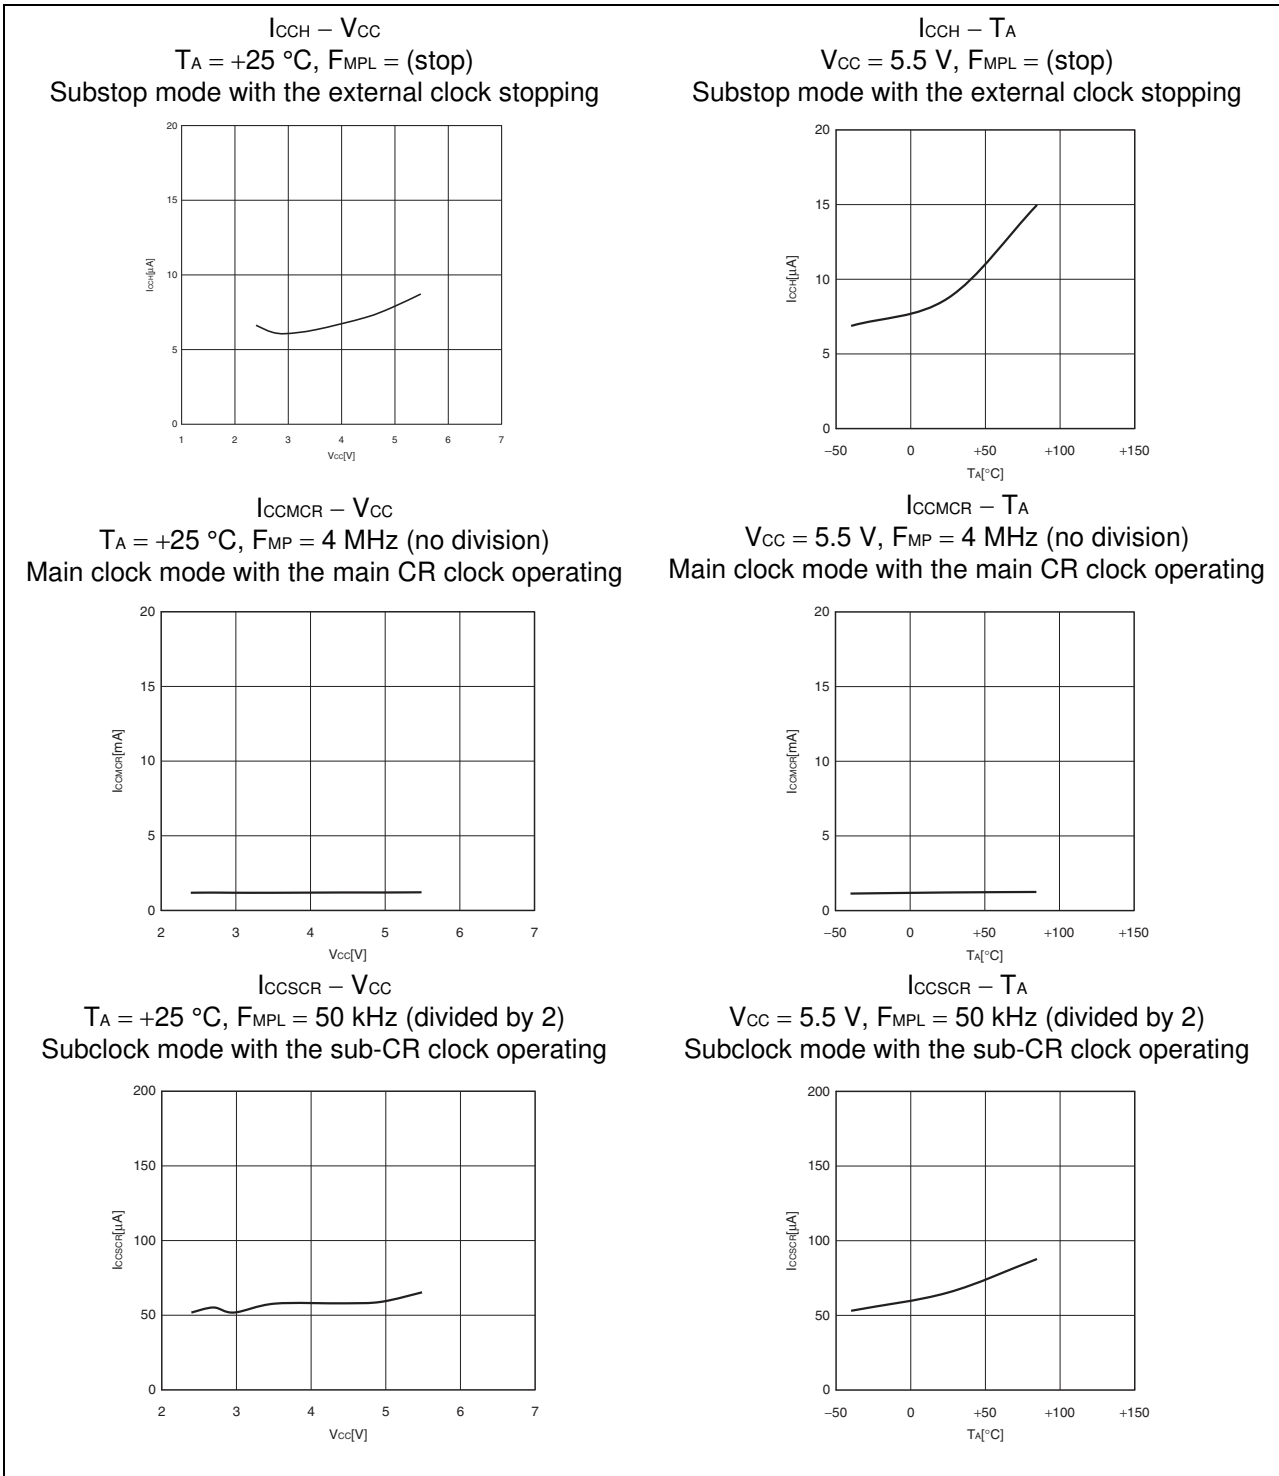 ICCH − VCC
TA = +25 °C, FMPL = (stop)
Substop mode with the external clock stopping
20
15
10
5
0
ICCH[µA]
1 2 3 4 5 6 7
VCC[V]
ICCH − TA
VCC = 5.5 V, FMPL = (stop)
Substop mode with the external clock stopping
20
15
10
5
0
ICCH[µA]
−50 0 +50 +100 +150
TA[°C]
ICCMCR − VCC
TA = +25 °C, FMP = 4 MHz (no division)
Main clock mode with the main CR clock operating
20
15
10
5
0
ICCMCR[mA]
2 3 4 5 6 7
VCC[V]
ICCMCR − TA
VCC = 5.5 V, FMP = 4 MHz (no division)
Main clock mode with the main CR clock operating
20
15
10
5
0
ICCMCR[mA]
−50 0 +50 +100 +150
TA[°C]
ICCSCR − VCC
TA = +25 °C, FMPL = 50 kHz (divided by 2)
Subclock mode with the sub-CR clock operating
200
150
100
50
0
ICCSCR[µA]
2 3 4 5 6 7
VCC[V]
ICCSCR − TA
VCC = 5.5 V, FMPL = 50 kHz (divided by 2)
Subclock mode with the sub-CR clock operating
200
150
100
50
0
ICCSCR[µA]
−50 0 +50 +100 +150
TA[°C]